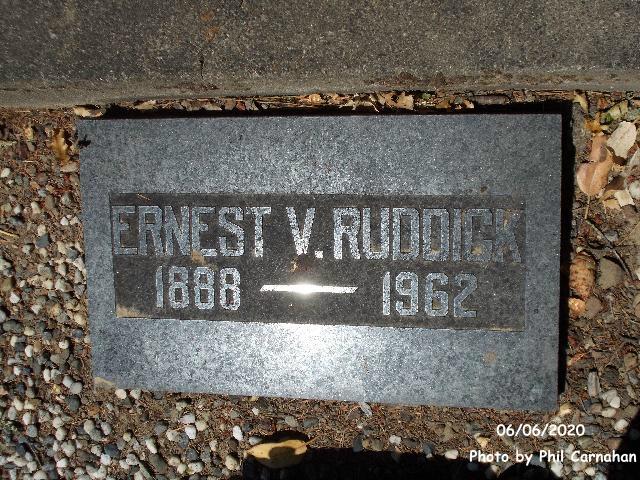 ERNEST V. RUDDICK
1888 — 1962
06/06/2020
Photo by Phil Carnahan